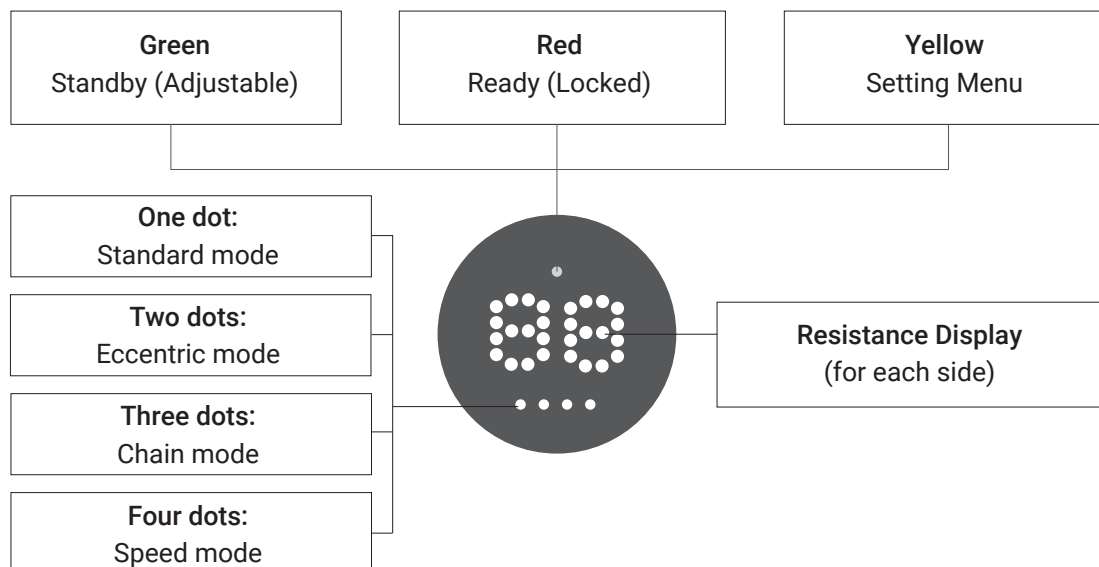 Green
Standby (Adjustable)
Red
Ready (Locked)
Yellow
Setting Menu
One dot:
Standard mode
Two dots:
Eccentric mode
Three dots:
Chain mode
Four dots:
Speed mode
88
Resistance Display
(for each side)